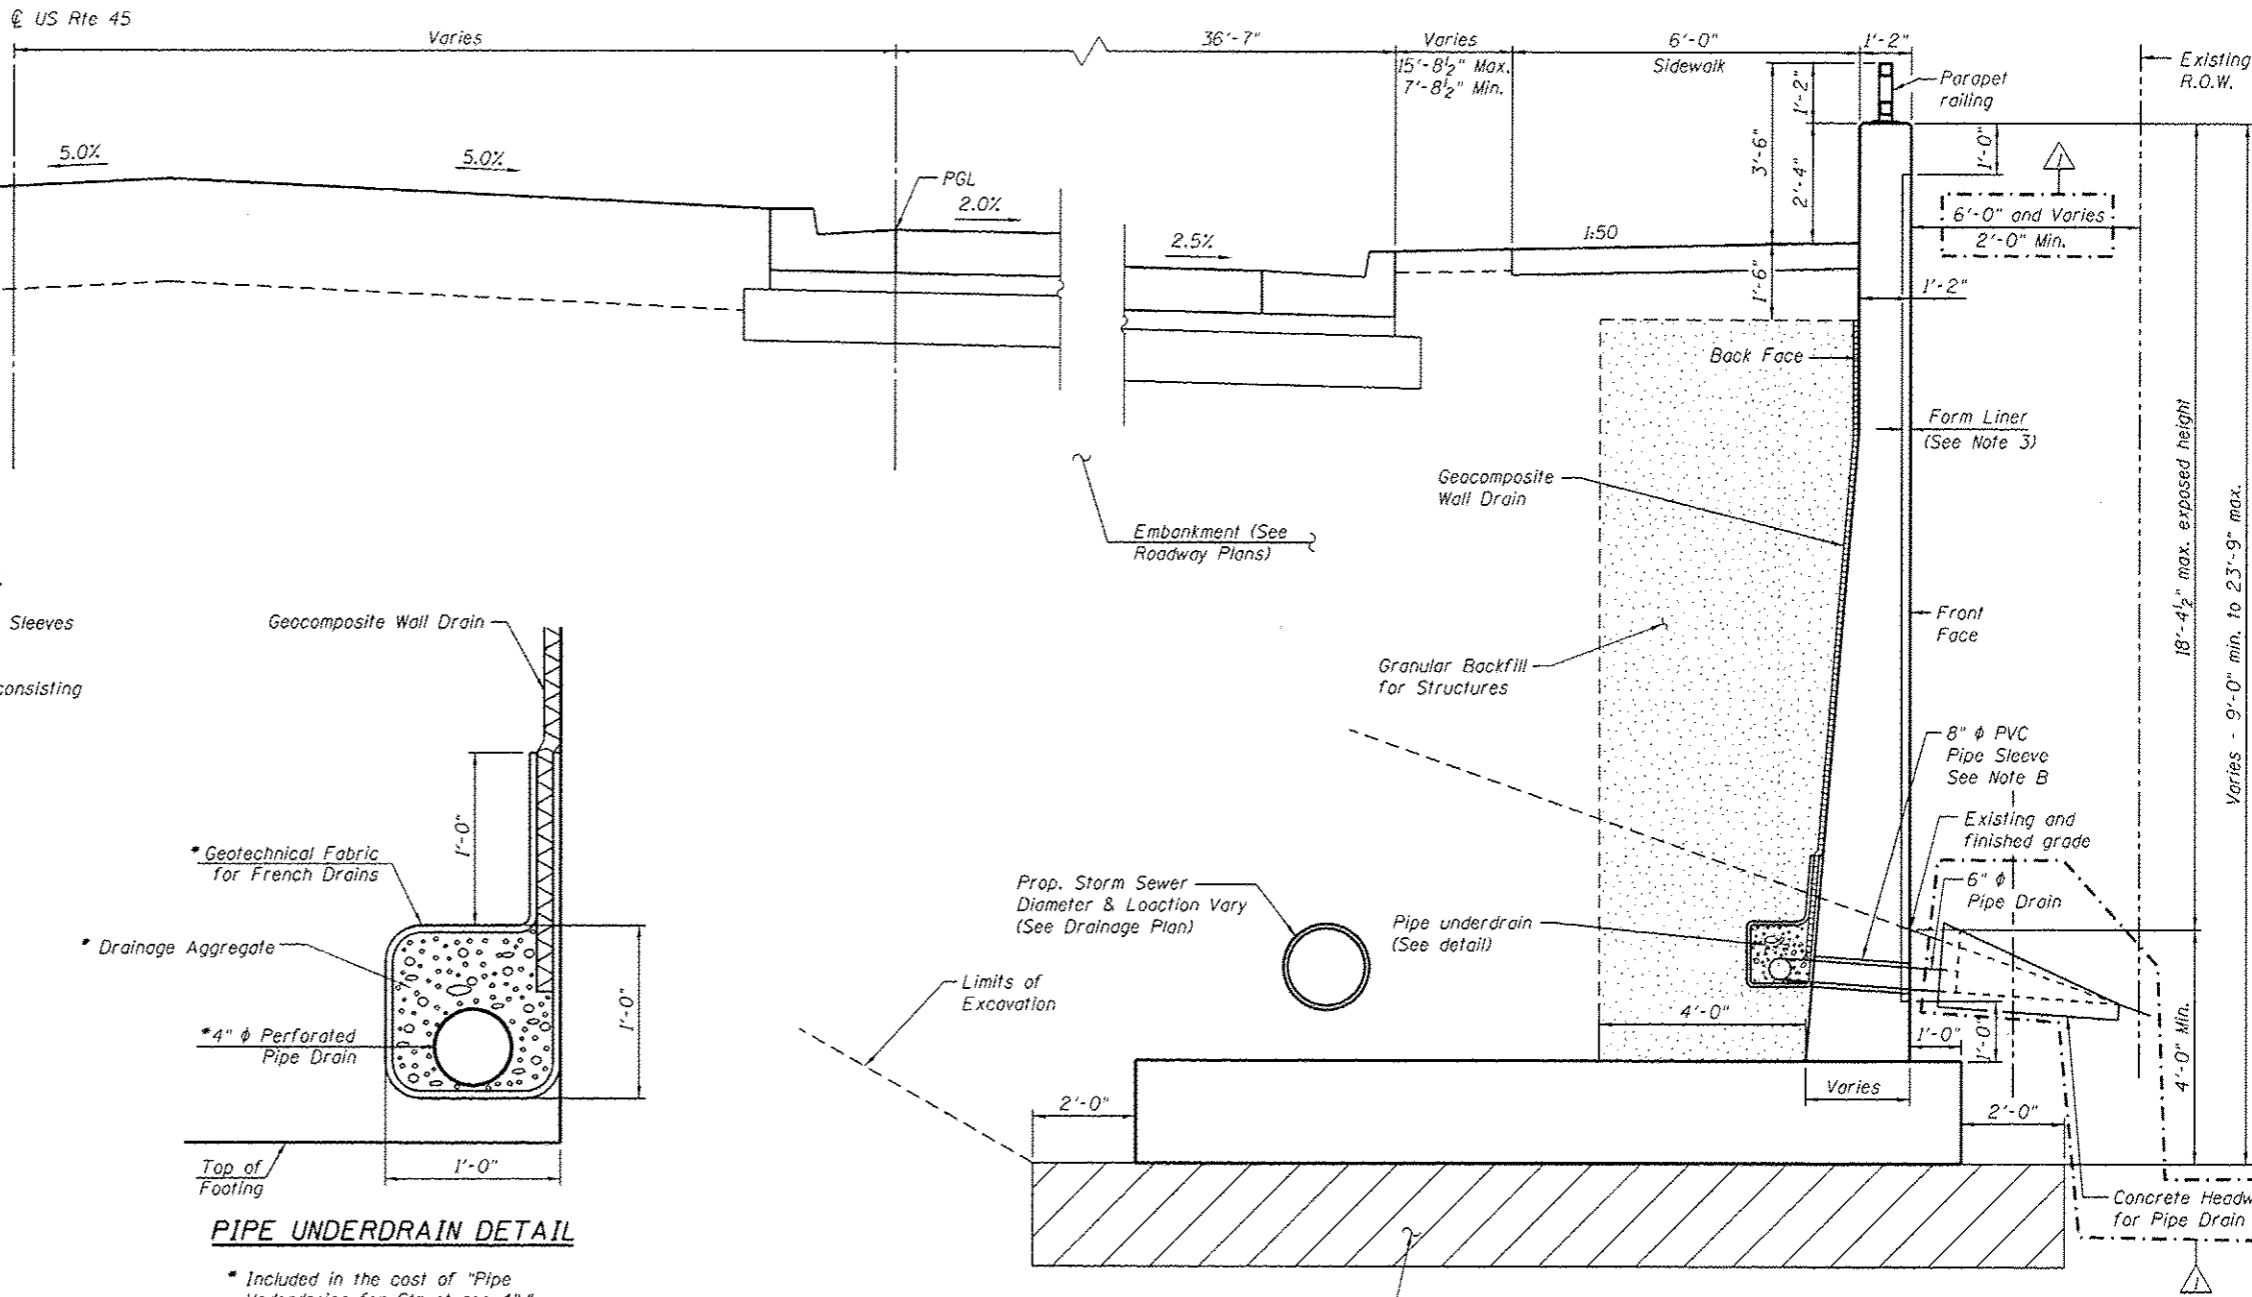 ℄ US Rte 45
Varies
36'-7"
Varies
15'-8½" Max.
7'-8½" Min.
6'-0"
Sidewalk
1'-2"
Existing
R.O.W.
Parapet
railing
1'-2"
3'-6"
2'-4"
1'-0"
1
6'-0" and Varies
2'-0" Min.
5.0%
5.0%
PGL
2.0%
2.5%
1:50
1'-6"
1'-2"
Back Face
Form Liner
(See Note 3)
Geocomposite
Wall Drain
Embankment (See
Roadway Plans)
18'-4½" max. exposed height
Varies - 9'-0" min. to 23'-9" max.
Sleeves
consisting
Geocomposite Wall Drain
Front
Face
Granular Backfill
for Structures
8" ϕ PVC
Pipe Sleeve
See Note B
Existing and
finished grade
6" ϕ
Pipe Drain
1'-0"
* Geotechnical Fabric
for French Drains
* Drainage Aggregate
*4" ϕ Perforated
Pipe Drain
1'-0"
Top of
Footing
1'-0"
Prop. Storm Sewer
Diameter & Loaction Vary
(See Drainage Plan)
Pipe underdrain
(See detail)
Limits of
Excavation
4'-0"
1'-0"
1'-0"
4'-0" Min.
2'-0"
Varies
2'-0"
Concrete Headw
for Pipe Drain
1
PIPE UNDERDRAIN DETAIL
* Included in the cost of "Pipe